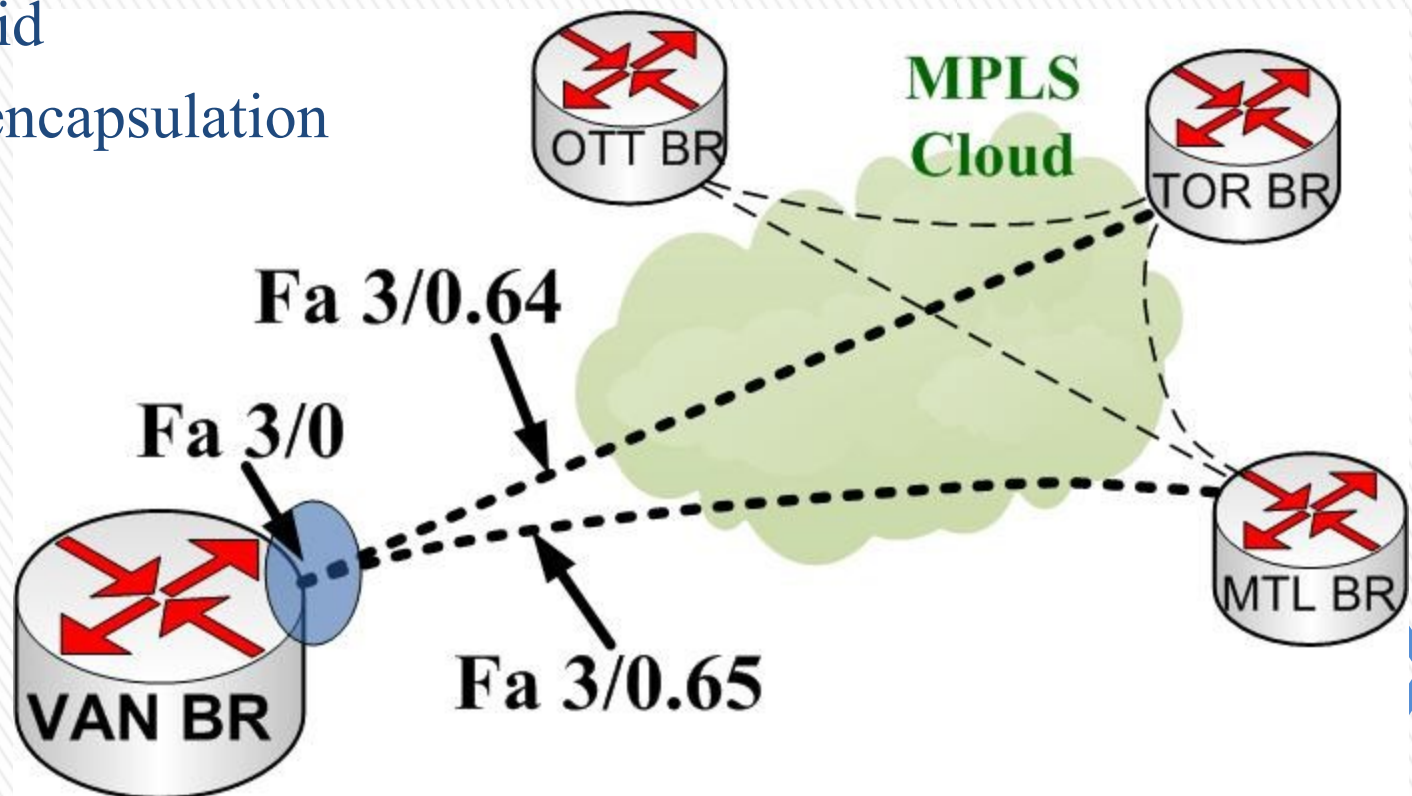 id
encapsulation
OTT BR
MPLS
Cloud
TOR BR
Fa 3/0.64
Fa 3/0
MTL BR
Fa 3/0.65
VAN BR